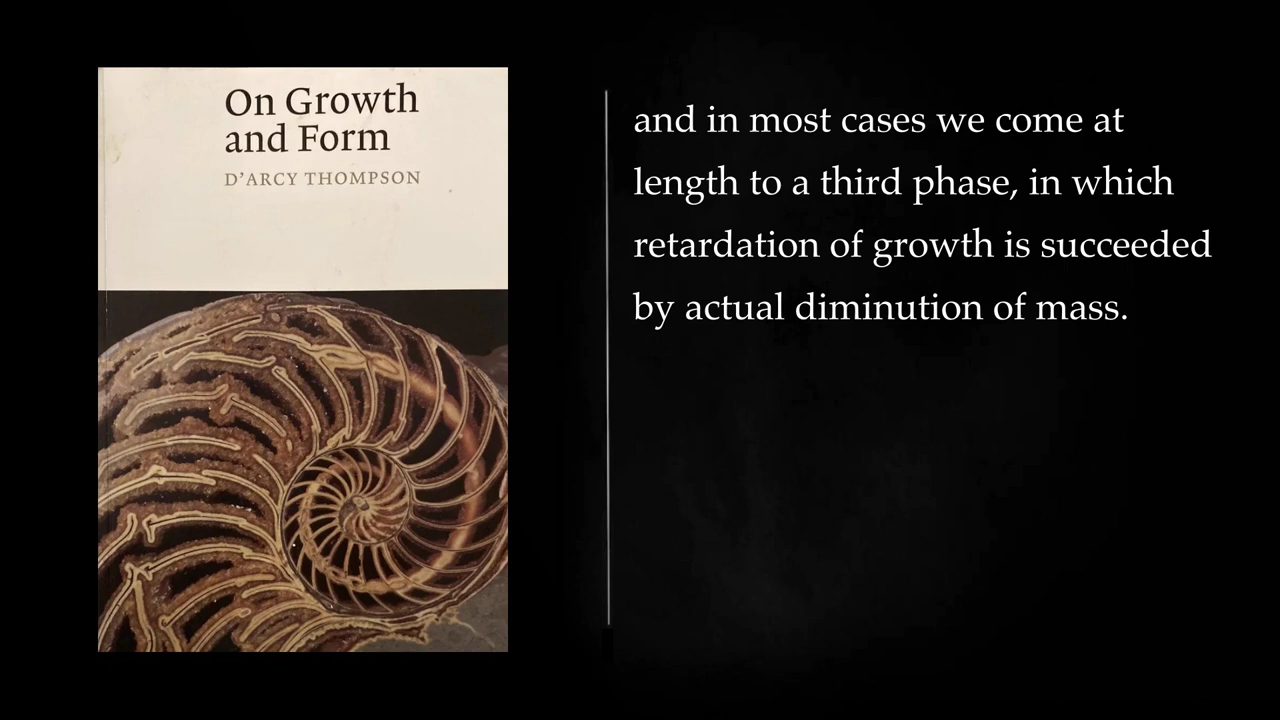 On Growth
and Form
D'ARCY THOMPSON
and in most cases we come at
length to a third phase, in which
retardation of growth is succeeded
by actual diminution of mass.